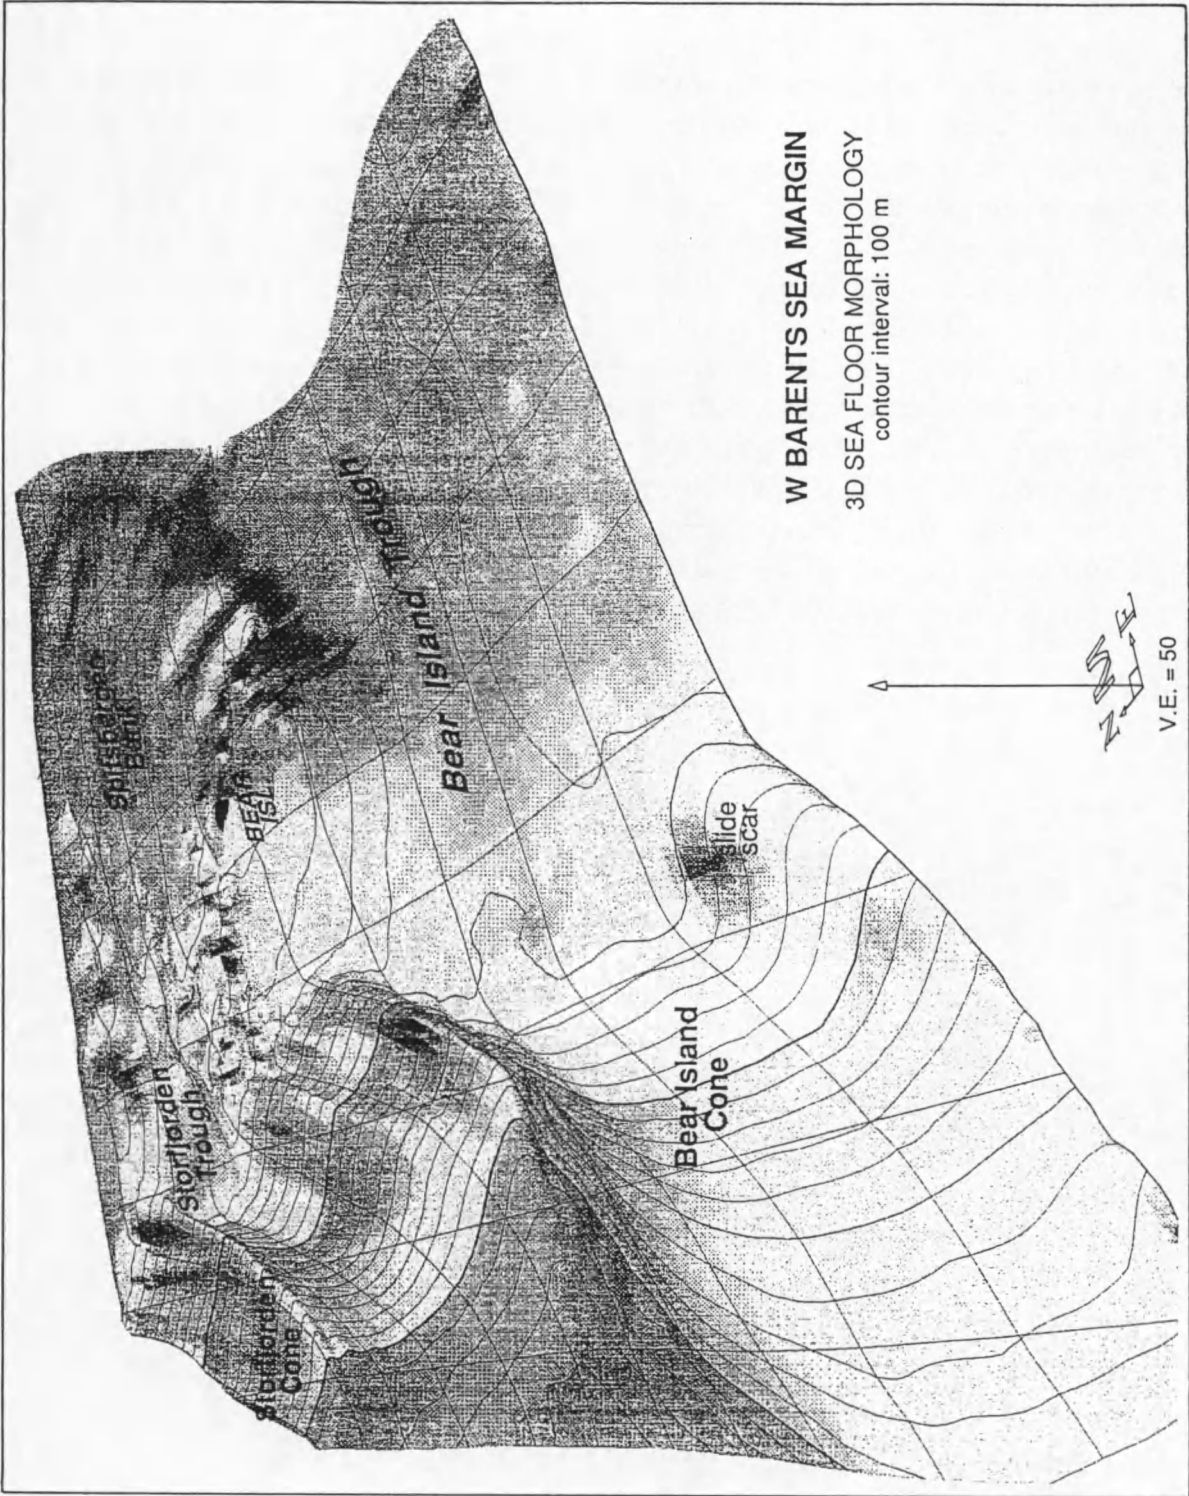 Spitsbergen
Bank
BEAR
ISL.
Storfjorden
Trough
Storfjorden
Cone
Bear Island Trough
slide
scar
Bear Island
Cone
W BARENTS SEA MARGIN
3D SEA FLOOR MORPHOLOGY
contour interval: 100 m
N
E
V.E. = 50